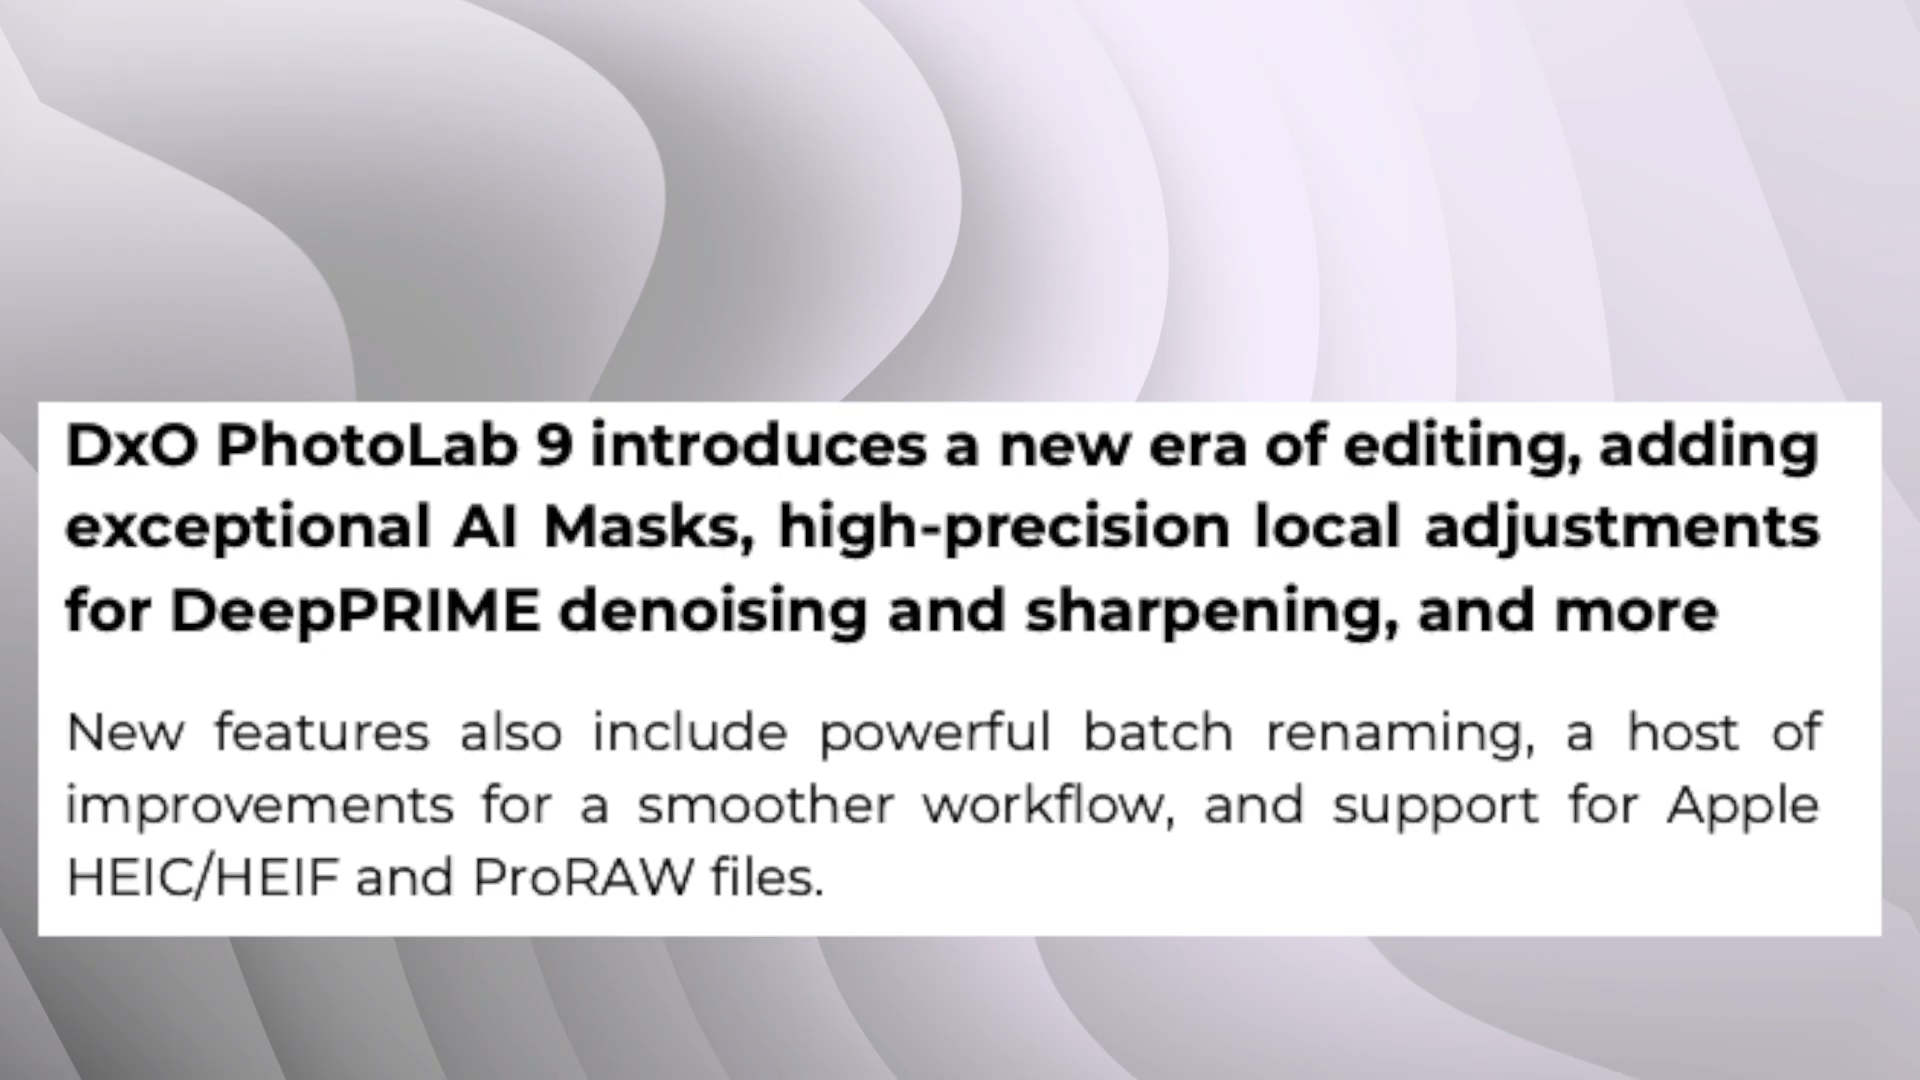 DxO PhotoLab 9 introduces a new era of editing, adding
exceptional AI Masks, high-precision local adjustments
for DeepPRIME denoising and sharpening, and more
New features also include powerful batch renaming, a host of
improvements for a smoother workflow, and support for Apple
HEIC/HEIF and ProRAW files.